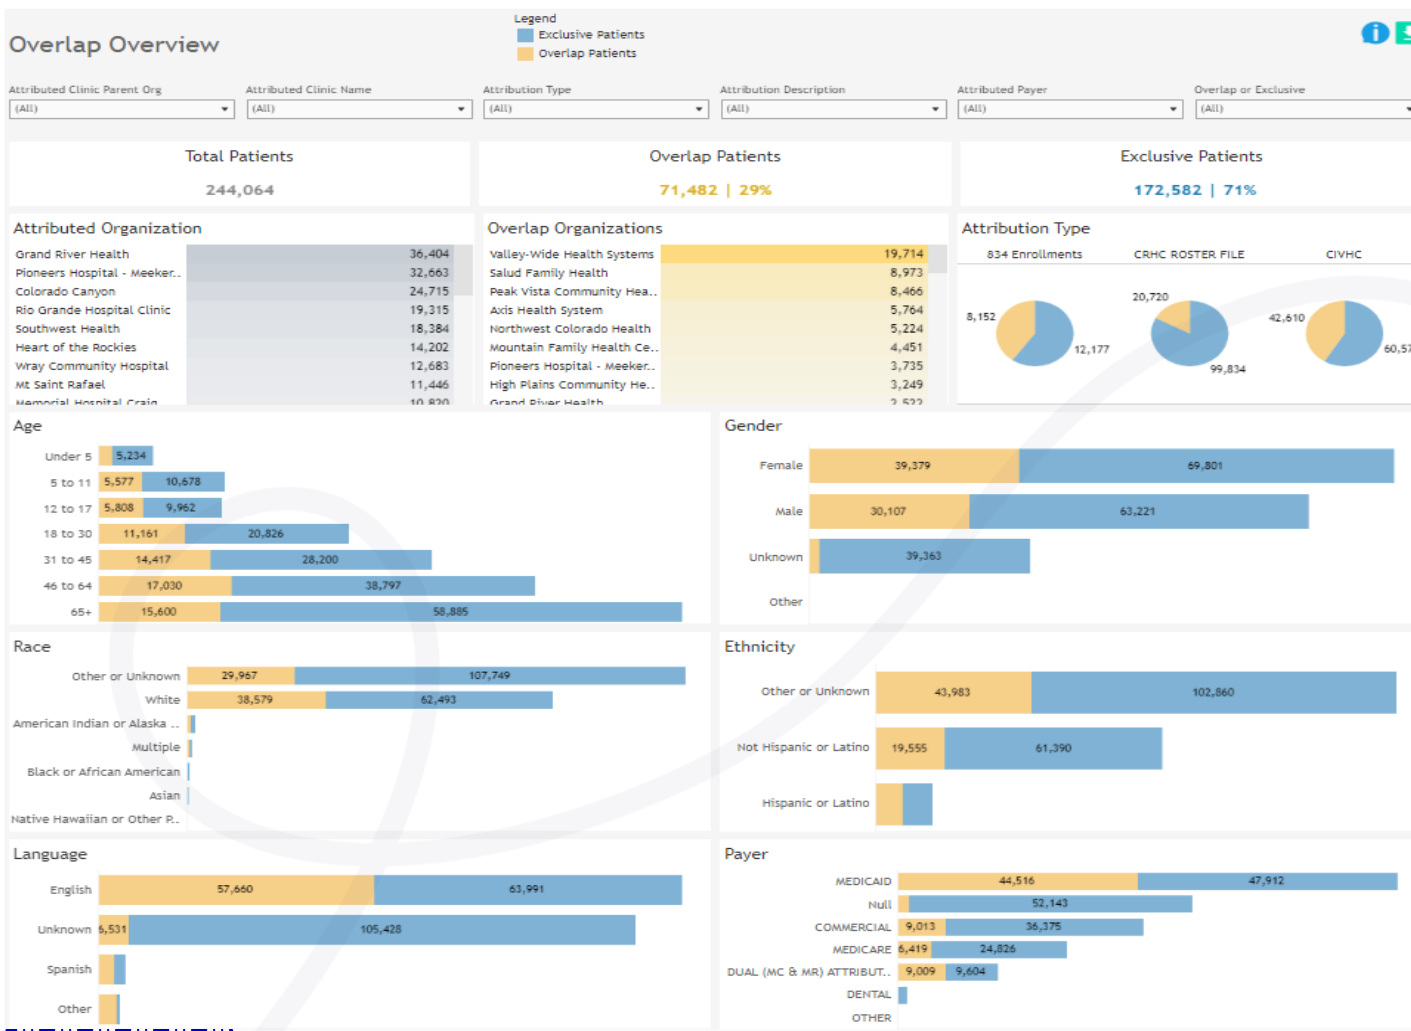 Legend
Exclusive Patients
Overlap Patients
Overlap Overview
Attributed Clinic Parent Org
Attributed Clinic Name
Attribution Type
Attribution Description
Attributed Payer
Overlap or Exclusive
(All)
(All)
(All)
(All)
(All)
(All)
Total Patients
244,064
Overlap Patients
71,482 | 29%
Exclusive Patients
172,582 | 71%
Attributed Organization
Grand River Health 36,404
Pioneers Hospital - Meeker.. 32,663
Colorado Canyon 24,715
Rio Grande Hospital Clinic 19,315
Southwest Health 18,384
Heart of the Rockies 14,202
Wray Community Hospital 12,683
Mt Saint Rafael 11,446
Memorial Hospital Craig 10,820
Overlap Organizations
Valley-Wide Health Systems 19,714
Salud Family Health 8,973
Peak Vista Community Hea.. 8,466
Axis Health System 5,764
Northwest Colorado Health 5,224
Mountain Family Health Ce.. 4,451
Pioneers Hospital - Meeker.. 3,735
High Plains Community He.. 3,249
Grand River Health 2,522
Attribution Type
834 Enrollments
CRHC ROSTER FILE
CIVHC
8,152
12,177
20,720
99,834
42,610
60,57
Age
Under 5 5,234
5 to 11 5,577 10,678
12 to 17 5,808 9,962
18 to 30 11,161 20,826
31 to 45 14,417 28,200
46 to 64 17,030 38,797
65+ 15,600 58,885
Gender
Female 39,379 69,801
Male 30,107 63,221
Unknown 39,363
Other
Race
Other or Unknown 29,967 107,749
White 38,579 62,493
American Indian or Alaska ..
Multiple
Black or African American
Asian
Native Hawaiian or Other P..
Ethnicity
Other or Unknown 43,983 102,860
Not Hispanic or Latino 19,555 61,390
Hispanic or Latino
Language
English 57,660 63,991
Unknown 6,531 105,428
Spanish
Other
Payer
MEDICAID 44,516 47,912
Null 52,143
COMMERCIAL 9,013 36,375
MEDICARE 6,419 24,826
DUAL (MC & MR) ATTRIBUT.. 9,009 9,604
DENTAL
OTHER